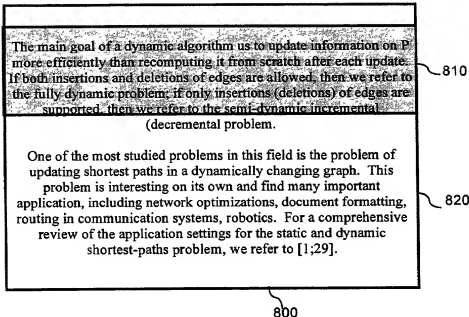 The main goal of a dynamic algorithm us to update information on P
more efficiently than recomputing it from scratch after each update.
If both insertions and deletions of edges are allowed, then we refer to
the fully dynamic problem; if only insertions (deletions) of edges are
supported, then we refer to the semi-dynamic incremental
(decremental problem.
810
One of the most studied problems in this field is the problem of
updating shortest paths in a dynamically changing graph. This
problem is interesting on its own and find many important
application, including network optimizations, document formatting,
routing in communication systems, robotics. For a comprehensive
review of the application settings for the static and dynamic
shortest-paths problem, we refer to [1;29].
820
800